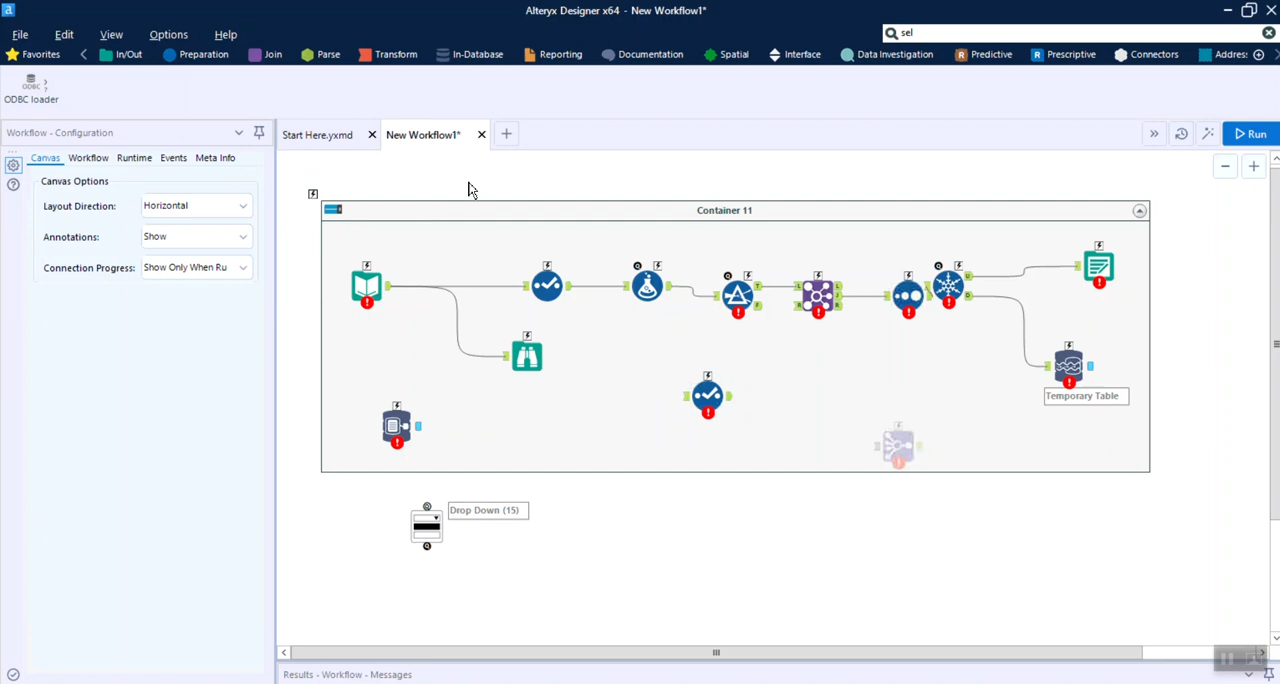 Alteryx Designer x64 - New Workflow1*
File Edit View Options Help
sel
Favorites In/Out Preparation Join Parse Transform In-Database Reporting Documentation Spatial Interface Data Investigation Predictive Prescriptive Connectors Addres
ODBC
ODBC loader
Workflow - Configuration
Start Here.yxmd New Workflow1*
Run
Canvas Workflow Runtime Events Meta Info
Canvas Options
Layout Direction: Horizontal
Annotations: Show
Connection Progress: Show Only When Ru
Container 11
T
F
L
R
L
J
R
U
D
Temporary Table
Drop Down (15)
Results - Workflow - Messages